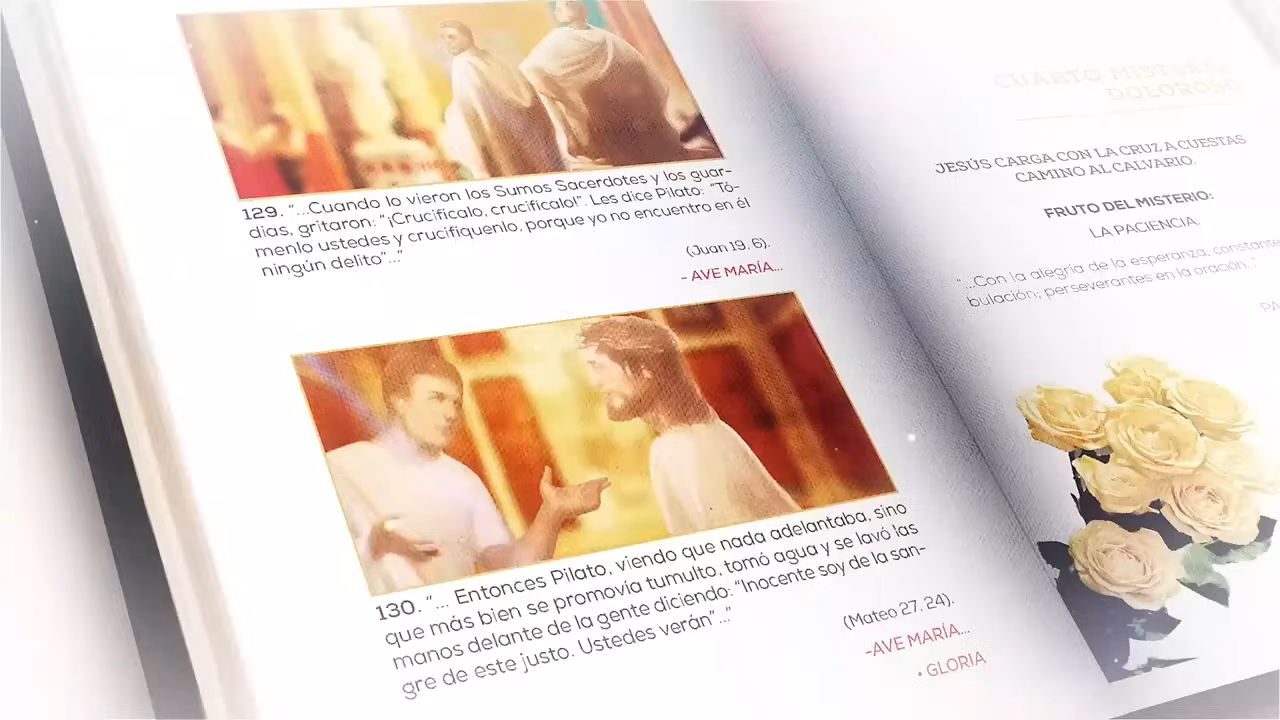 129. “...Cuando lo vieron los Sumos Sacerdotes y los guar-
dias, gritaron: “¡Crucifícalo, crucifícalo!”. Les dice Pilato: “Tó-
menlo ustedes y crucifíquenlo, porque yo no encuentro en él
ningún delito”...”
(Juan 19, 6).
- AVE MARÍA...
130. “... Entonces Pilato, viendo que nada adelantaba, sino
que más bien se promovía tumulto, tomó agua y se lavó las
manos delante de la gente diciendo: “Inocente soy de la san-
gre de este justo. Ustedes verán”...”
(Mateo 27, 24).
-AVE MARÍA...
• GLORIA
CUARTO MISTERIO
DOLOROSO
JESÚS CARGA CON LA CRUZ A CUESTAS
CAMINO AL CALVARIO.
FRUTO DEL MISTERIO:
LA PACIENCIA.
“...Con la alegría de la esperanza, constante
bulación; perseverantes en la oración.